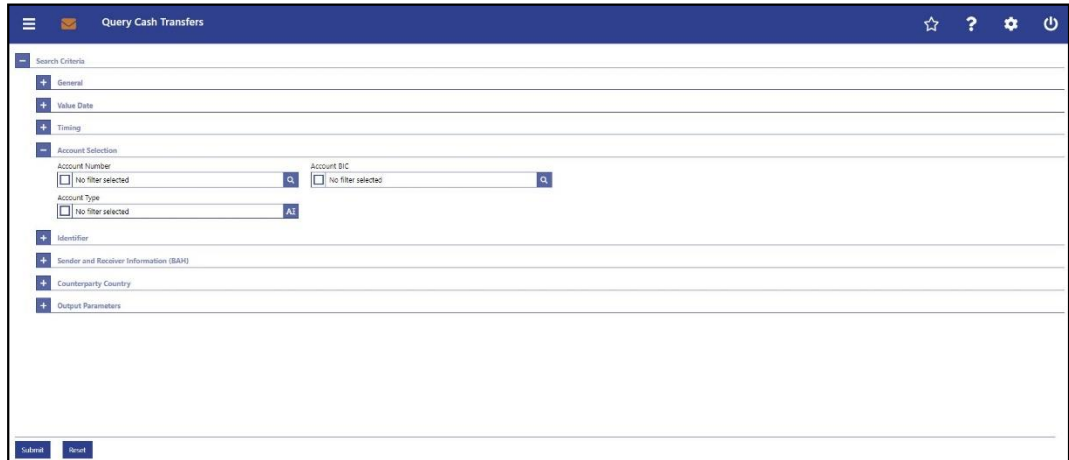 Query Cash Transfers
Search Criteria
General
Value Date
Timing
Account Selection
Account Number Account BIC
No filter selected No filter selected
Account Type
No filter selected AI
Identifier
Sender and Receiver Information (BAH)
Counterparty Country
Output Parameters
Submit Reset